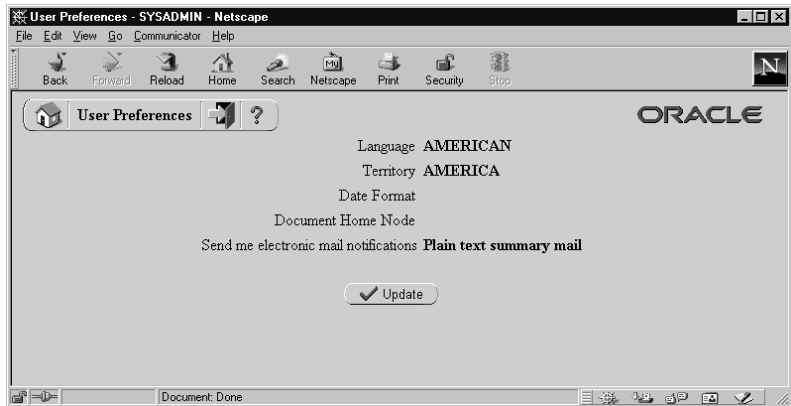 User Preferences - SYSADMIN - Netscape
File Edit View Go Communicator Help
Back Forward Reload Home Search Netscape Print Security Stop
My
N
User Preferences ?
ORACLE
Language AMERICAN
Territory AMERICA
Date Format
Document Home Node
Send me electronic mail notifications Plain text summary mail
Update
Document: Done